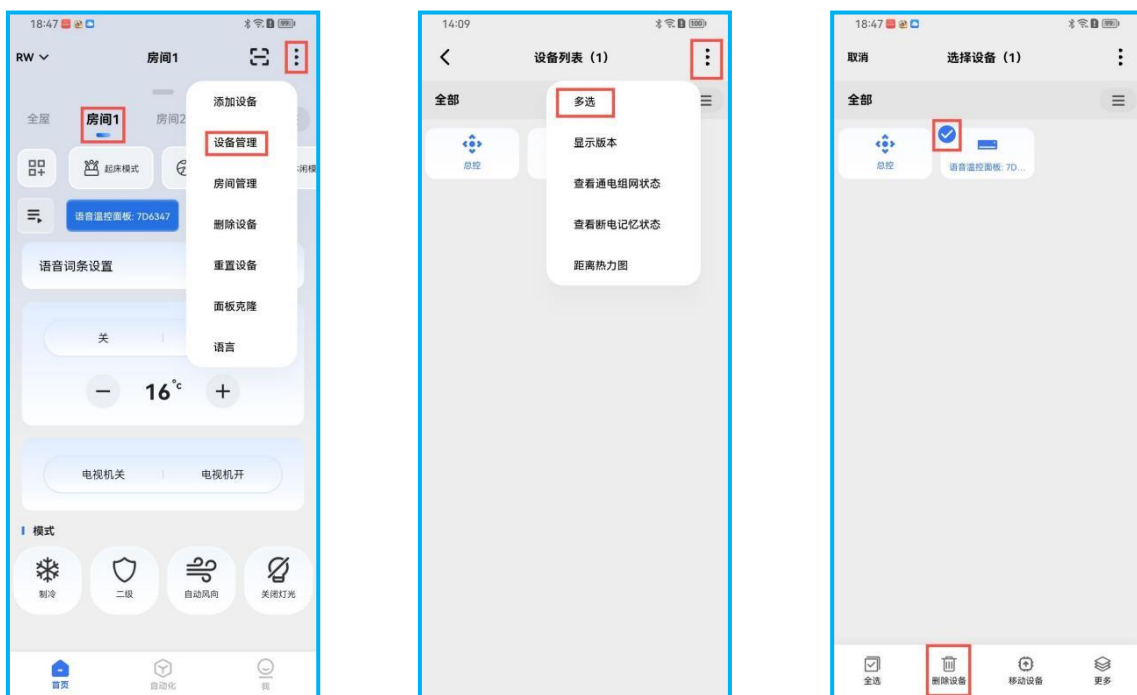 18:47
99
RW
房间1
添加设备
全屋
房间1
房间2
设备管理
起床模式
闲模
房间管理
语音温控面板: 7D6347
删除设备
语音词条设置
重置设备
面板克隆
关
语言
16°c
电视机关
电视机开
模式
制冷
二级
自动风向
关闭灯光
首页
自动化
我
14:09
100
设备列表（1）
全部
多选
总控
显示版本
查看通电组网状态
查看断电记忆状态
距离热力图
18:47
99
取消
选择设备（1）
全部
总控
语音温控面板: 7D...
全选
删除设备
移动设备
更多